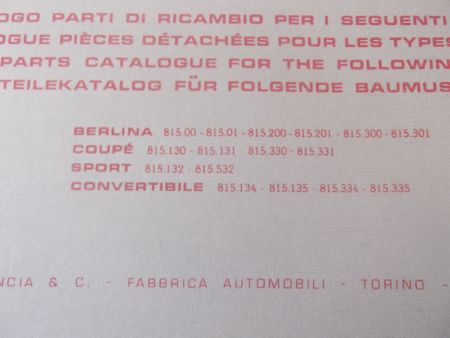 OGO PARTI DI RICAMBIO PER I SEGUENTI
OGUE PIÈCES DÉTACHÉES POUR LES TYPES
PARTS CATALOGUE FOR THE FOLLOWIN
TEILEKATALOG FÜR FOLGENDE BAUMUS
BERLINA 815.00 - 815.01 - 815.200 - 815.201 - 815.300 - 815.301
COUPÉ 815.130 - 815.131 - 815.330 - 815.331
SPORT 815.132 - 815.532
CONVERTIBILE 815.134 - 815.135 - 815.334 - 815.335
NCIA & C. - FABBRICA AUTOMOBILI - TORINO -